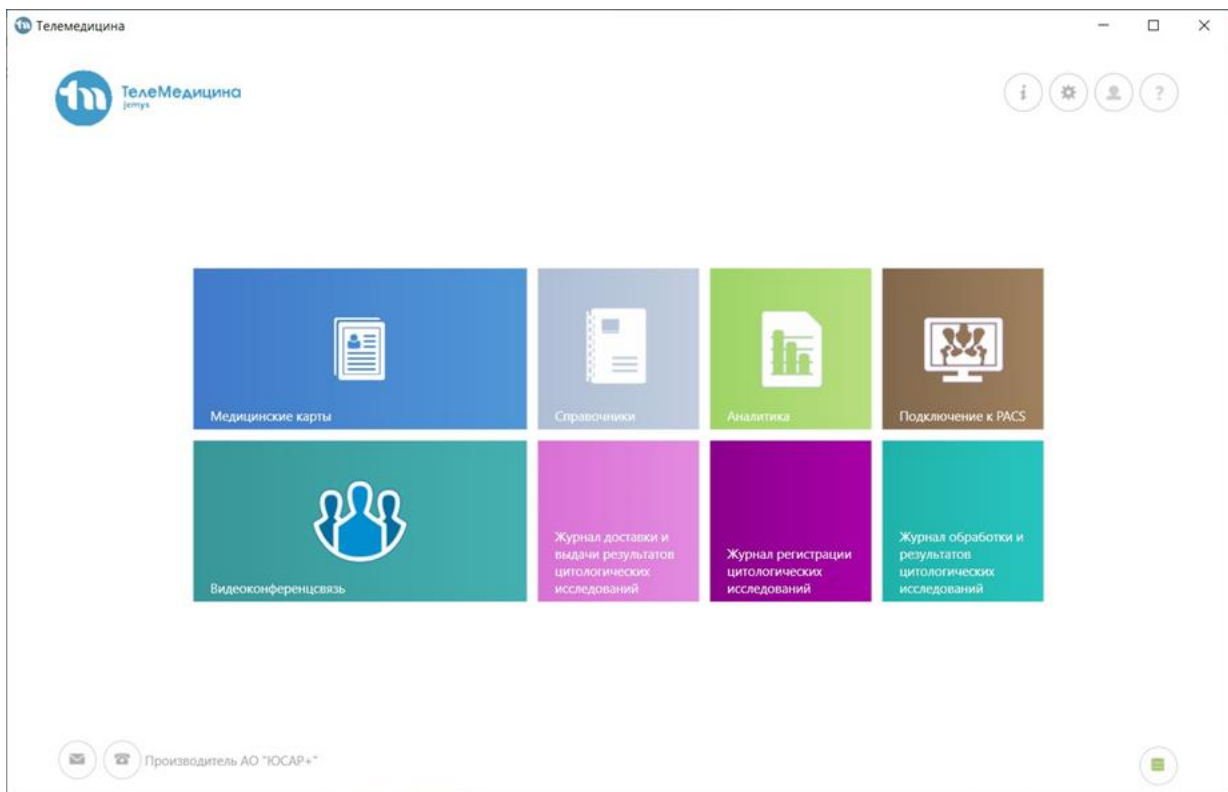 Телемедицина
ТелеМедицина
jemys
Медицинские карты
Справочники
Аналитика
Подключение к PACS
Видеоконференцсвязь
Журнал доставки и
выдачи результатов
цитологических
исследований
Журнал регистрации
цитологических
исследований
Журнал обработки и
результатов
цитологических
исследований
Производитель АО "ЮСАР+"